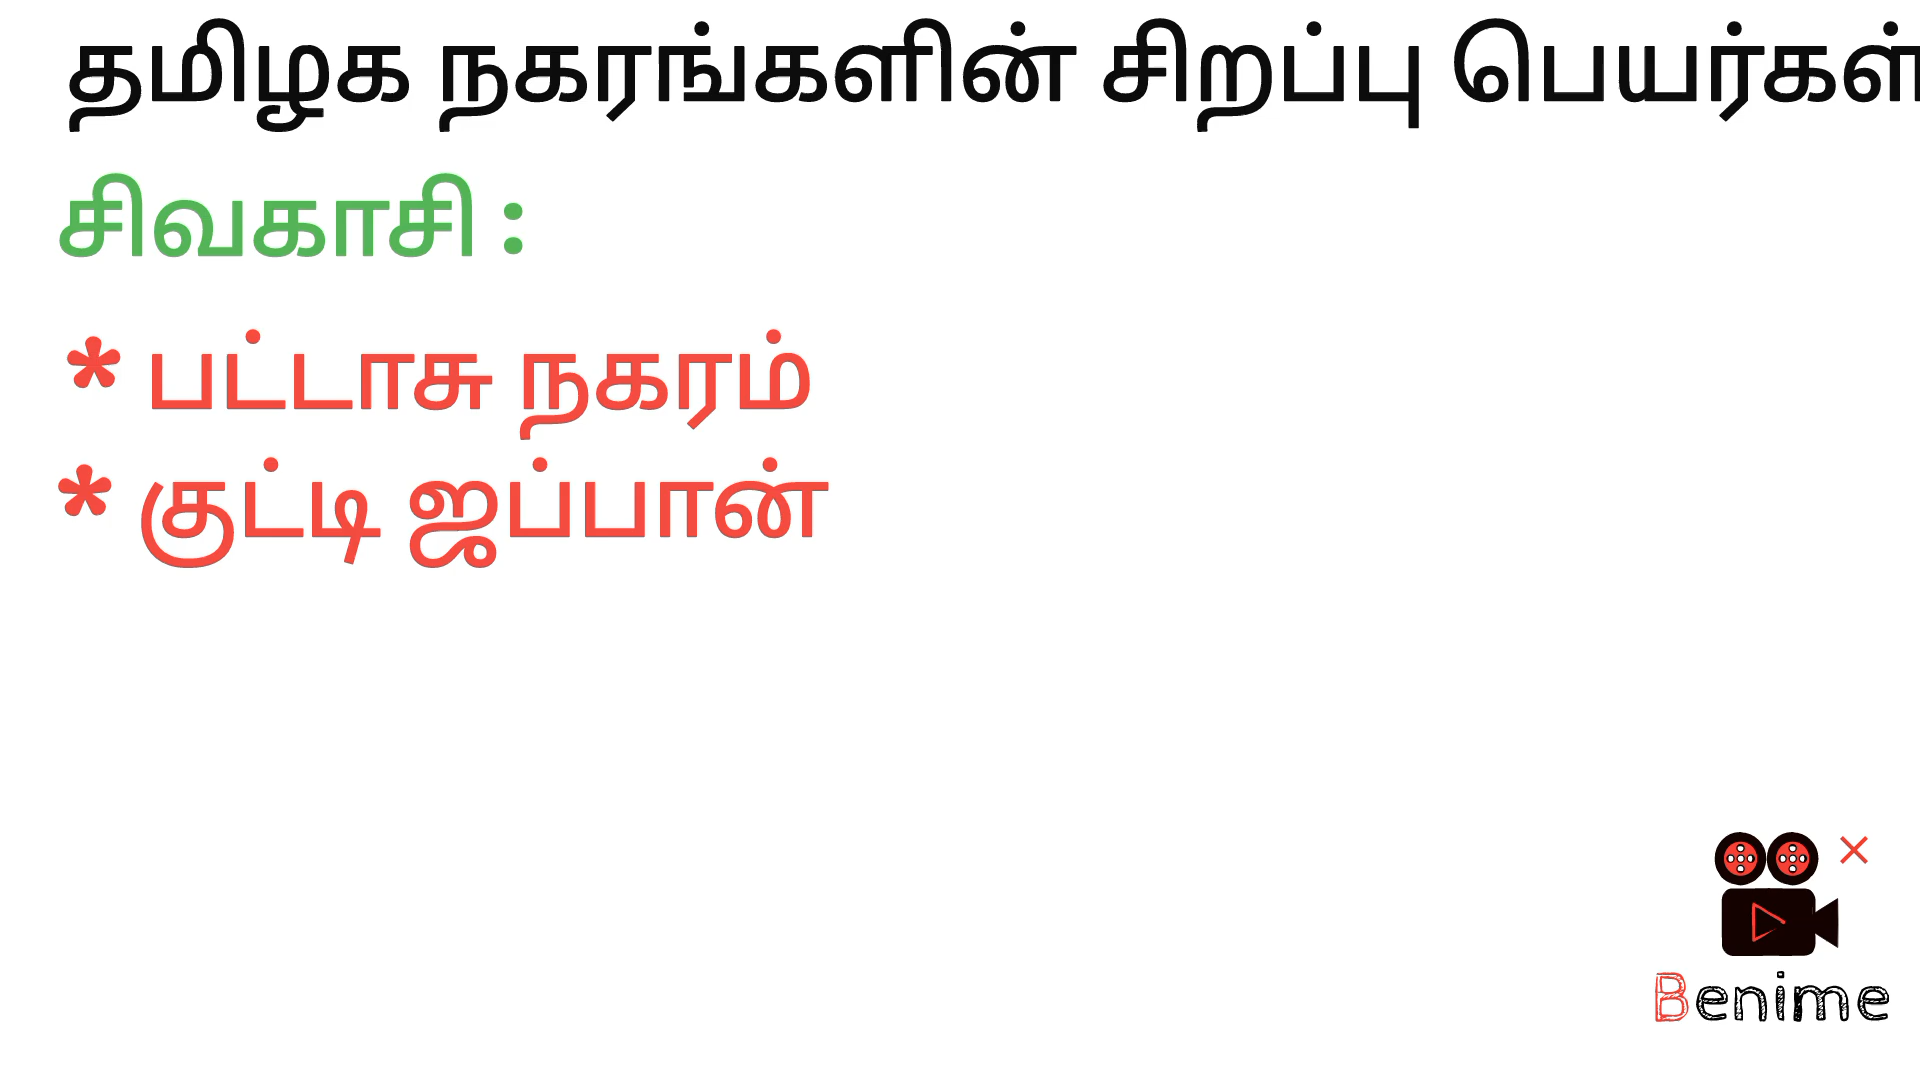 தமிழக நகரங்களின் சிறப்பு பெயர்கள்
சிவகாசி :
* பட்டாசு நகரம்
* குட்டி ஜப்பான்
Benime